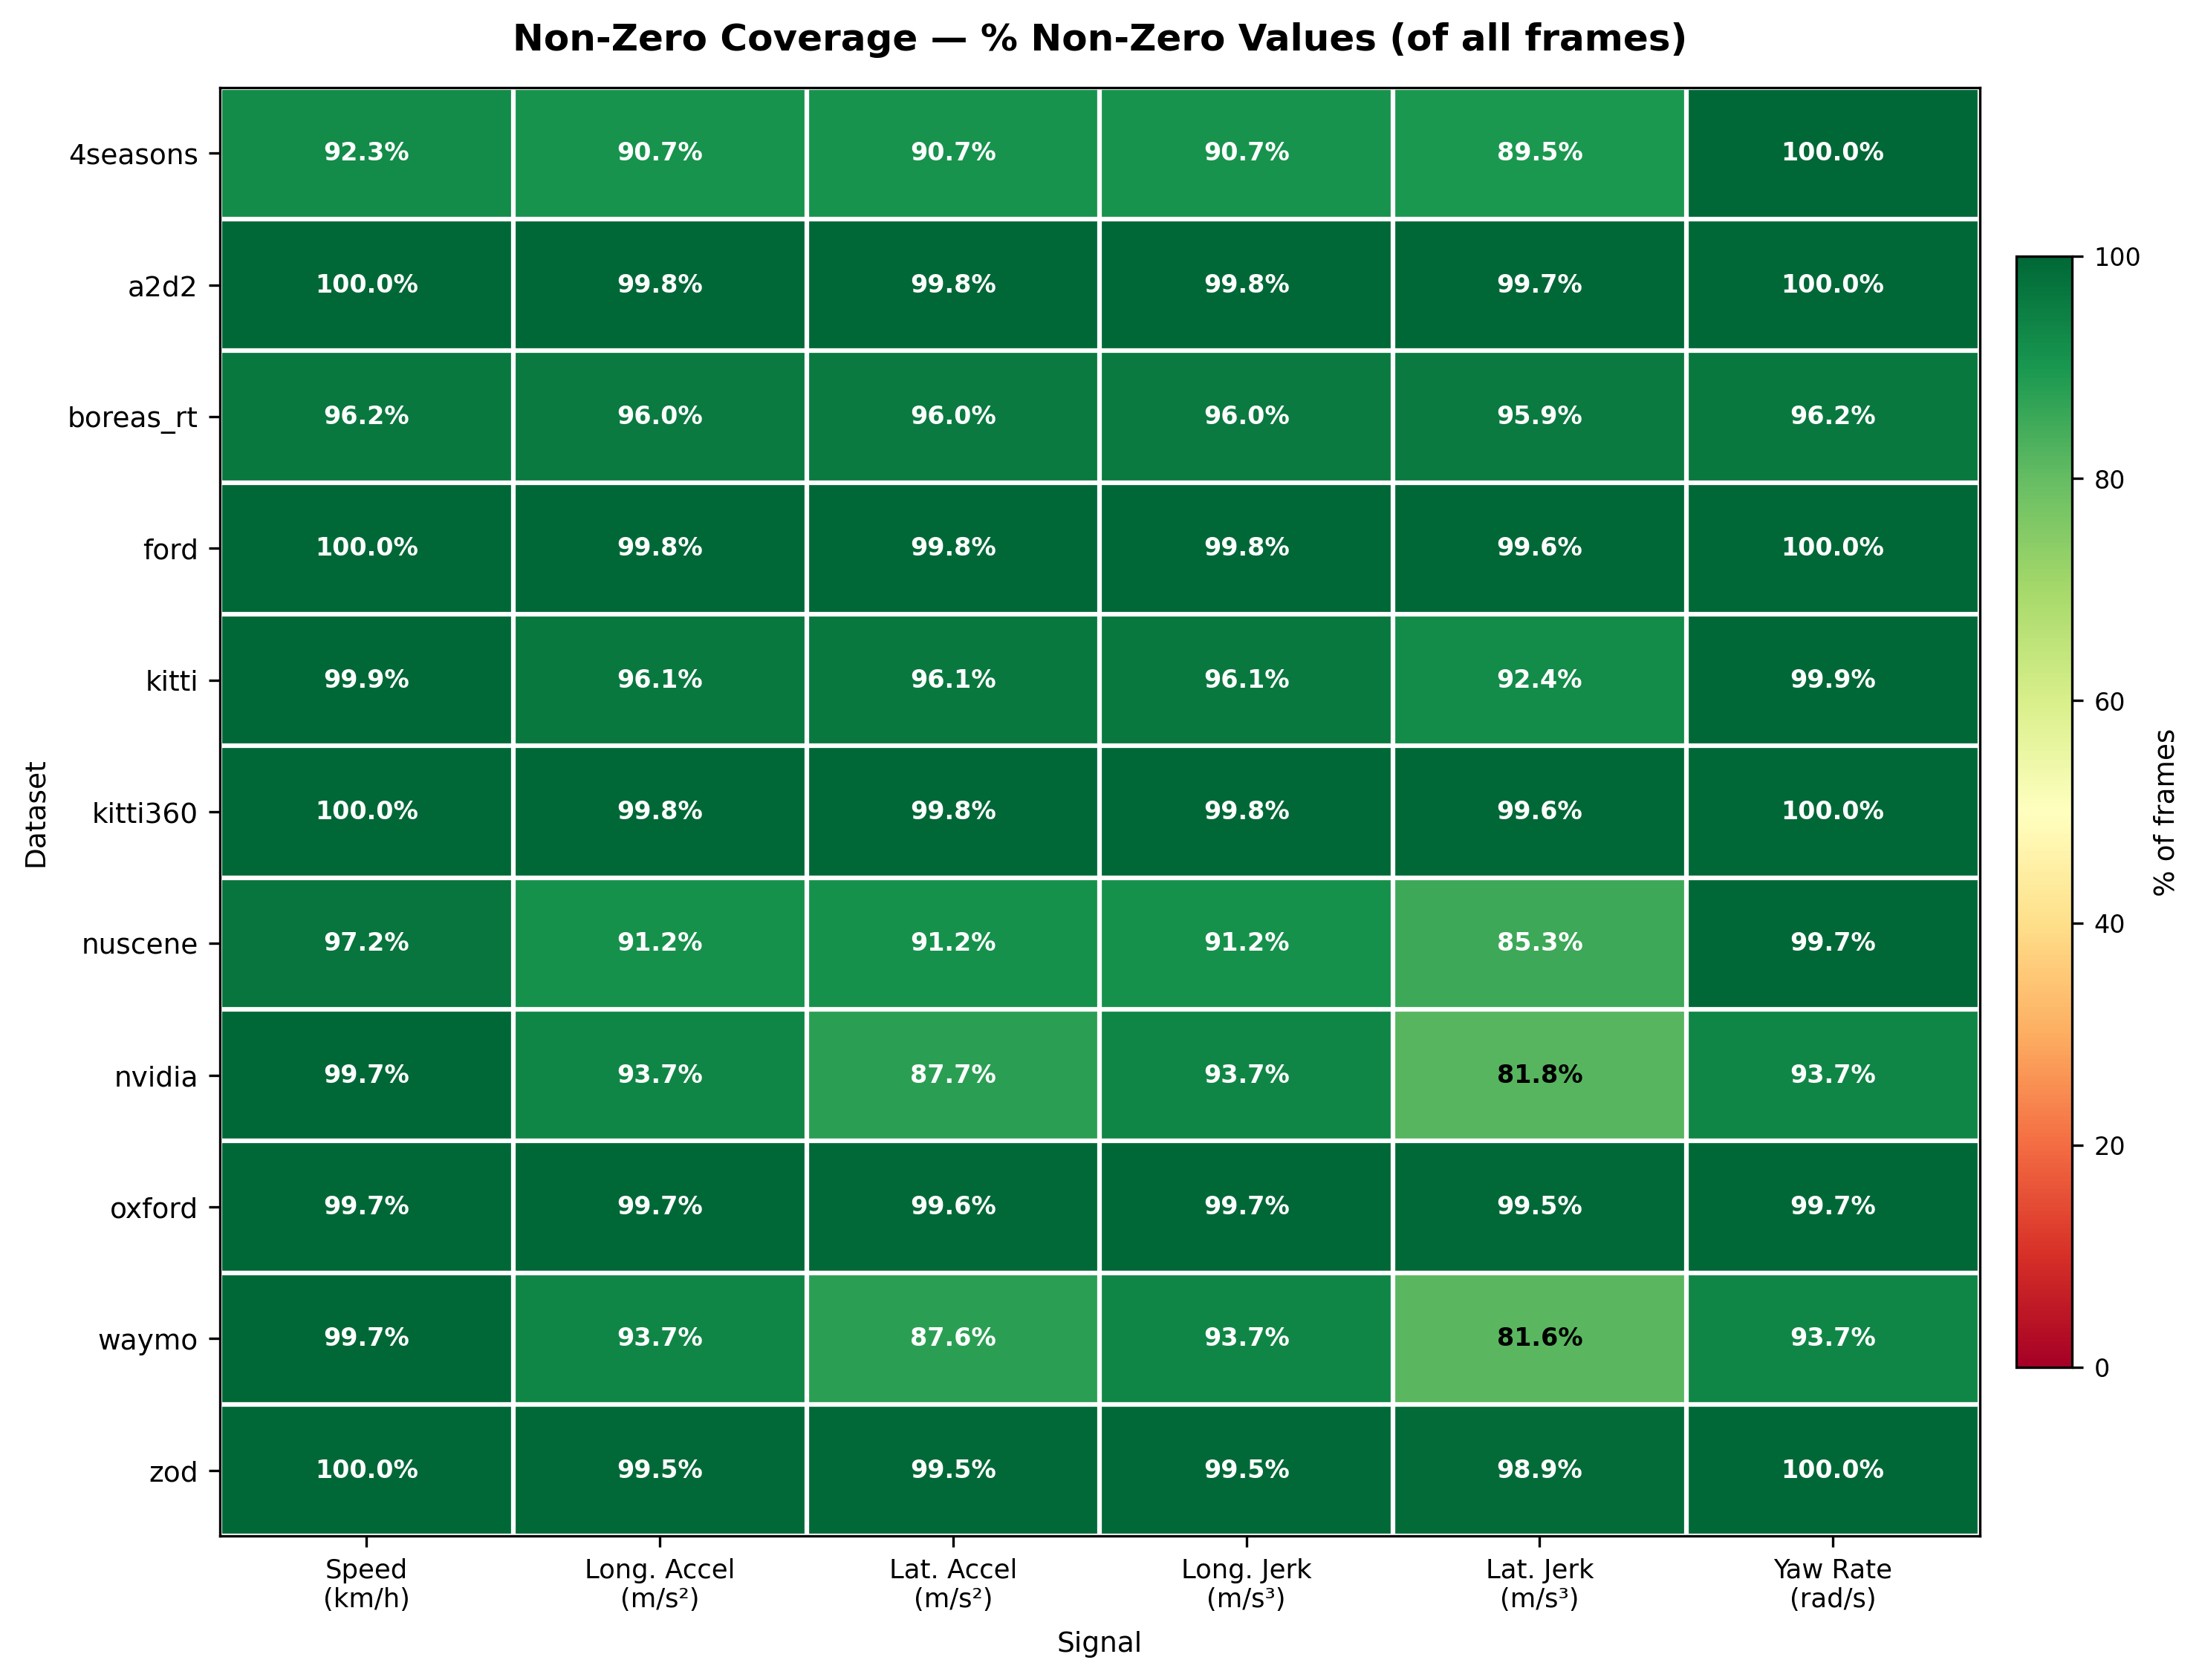 Non-Zero Coverage — % Non-Zero Values (of all frames)
4seasons 92.3% 90.7% 90.7% 90.7% 89.5% 100.0%
a2d2 100.0% 99.8% 99.8% 99.8% 99.7% 100.0%
boreas_rt 96.2% 96.0% 96.0% 96.0% 95.9% 96.2%
ford 100.0% 99.8% 99.8% 99.8% 99.6% 100.0%
kitti 99.9% 96.1% 96.1% 96.1% 92.4% 99.9%
kitti360 100.0% 99.8% 99.8% 99.8% 99.6% 100.0%
nuscene 97.2% 91.2% 91.2% 91.2% 85.3% 99.7%
nvidia 99.7% 93.7% 87.7% 93.7% 81.8% 93.7%
oxford 99.7% 99.7% 99.6% 99.7% 99.5% 99.7%
waymo 99.7% 93.7% 87.6% 93.7% 81.6% 93.7%
zod 100.0% 99.5% 99.5% 99.5% 98.9% 100.0%
Speed Long. Accel Lat. Accel Long. Jerk Lat. Jerk Yaw Rate
(km/h) (m/s²) (m/s²) (m/s³) (m/s³) (rad/s)
Signal
Dataset
100
80
60
40
20
0
% of frames